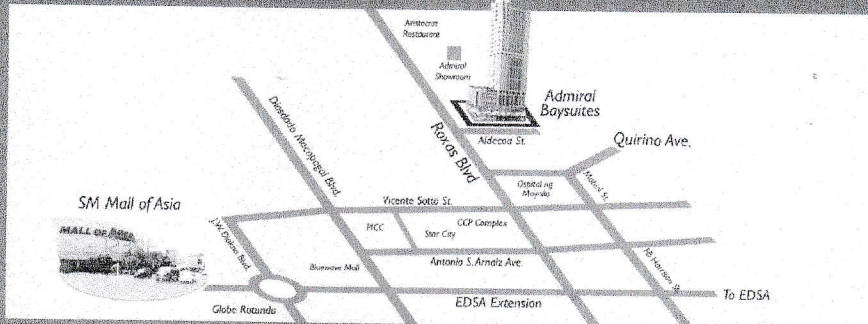 Aristocrat
Restaurant
Admiral
Showroom
Admiral
Baysuites
Aldecoa St.
Roxas Blvd
Quirino Ave.
Diosdado Macapagal Blvd.
Ospital ng
Maynila
Mabini St.
SM Mall of Asia
MALL OF ASIA
Vicente Sotto St.
J.W. Diokno Blvd.
PICC
CCP Complex
Star City
FB Harrison St.
Bluewave Mall
Antonio S. Arnaiz Ave.
Globe Rotunda
EDSA Extension
To EDSA